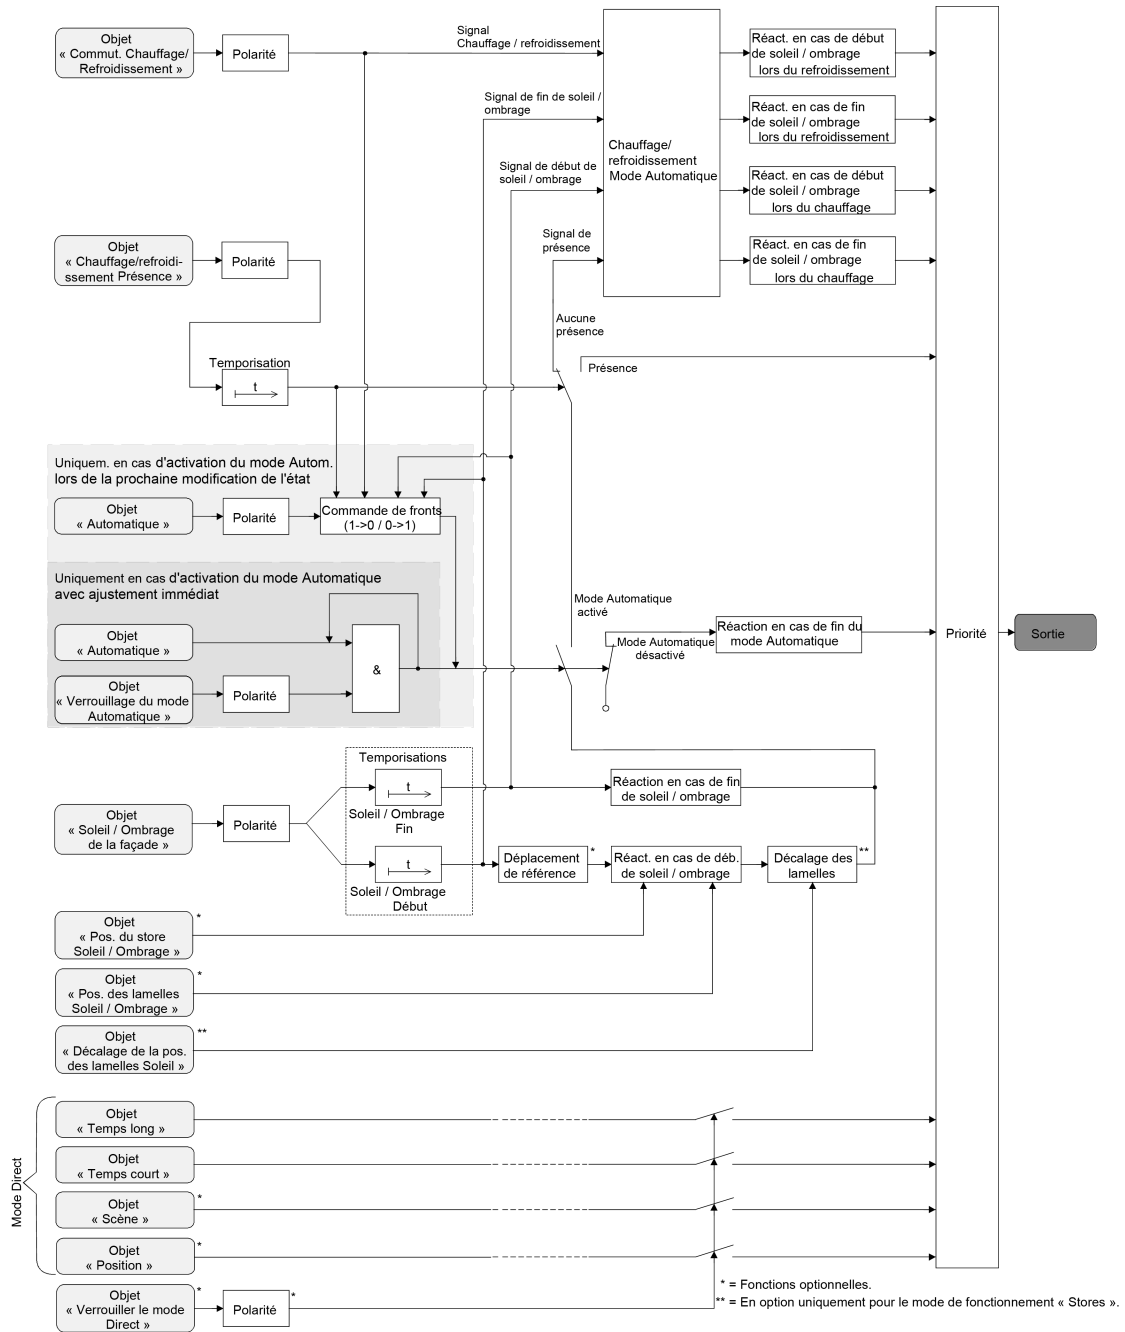 Objet
« Commut. Chauffage/
Refroidissement »
Polarité
Signal
Chauffage / refroidissement
Réact. en cas de début
de soleil / ombrage
lors du refroidissement
Signal de fin de soleil /
ombrage
Réact. en cas de fin
de soleil / ombrage
lors du refroidissement
Chauffage/
refroidissement
Mode Automatique
Signal de début de
soleil / ombrage
Réact. en cas de début
de soleil / ombrage
lors du chauffage
Objet
« Chauffage/refroidi-
ssement Présence »
Polarité
Signal de
présence
Réact. en cas de fin
de soleil / ombrage
lors du chauffage
Aucune
présence
Présence
Temporisation
t
Uniquem. en cas d'activation du mode Autom.
lors de la prochaine modification de l'état
Objet
« Automatique »
Polarité
Commande de fronts
(1->0 / 0->1)
Uniquement en cas d'activation du mode Automatique
avec ajustement immédiat
Objet
« Automatique »
&
Objet
« Verrouillage du mode
Automatique »
Polarité
Mode Automatique
activé
Mode Automatique
désactivé
Réaction en cas de fin du
mode Automatique
Priorité
Sortie
Temporisations
t
Soleil / Ombrage
Fin
Réaction en cas de fin
de soleil / ombrage
Objet
« Soleil / Ombrage
de la façade »
Polarité
t
Soleil / Ombrage
Début
Déplacement
de référence
*
Réact. en cas de déb.
de soleil / ombrage
Décalage des
lamelles
**
Objet
« Pos. du store
Soleil / Ombrage »
*
Objet
« Pos. des lamelles
Soleil / Ombrage »
*
Objet
« Décalage de la pos.
des lamelles Soleil »
**
Mode Direct
Objet
« Temps long »
Objet
« Temps court »
Objet
« Scène »
*
Objet
« Position »
*
Objet
« Verrouiller le mode
Direct »
*
Polarité
*
* = Fonctions optionnelles.
** = En option uniquement pour le mode de fonctionnement « Stores ».